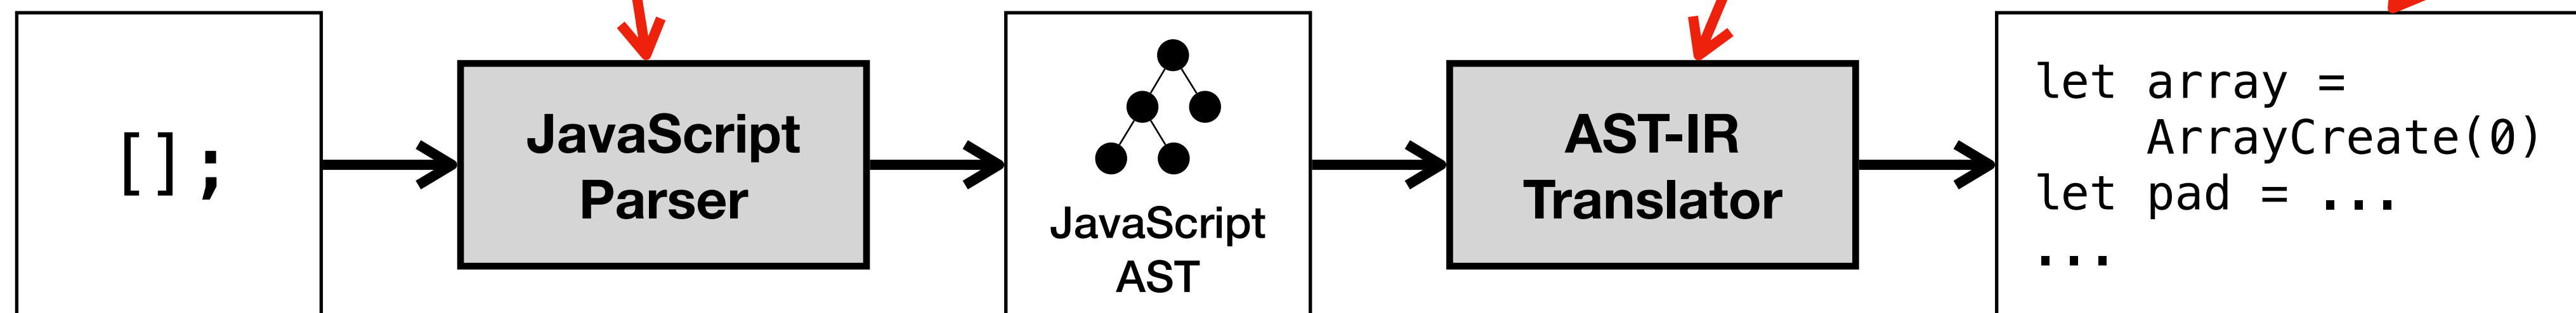 [];
JavaScript
Parser
JavaScript
AST
AST-IR
Translator
let array =
    ArrayCreate(0)
let pad = ...
...